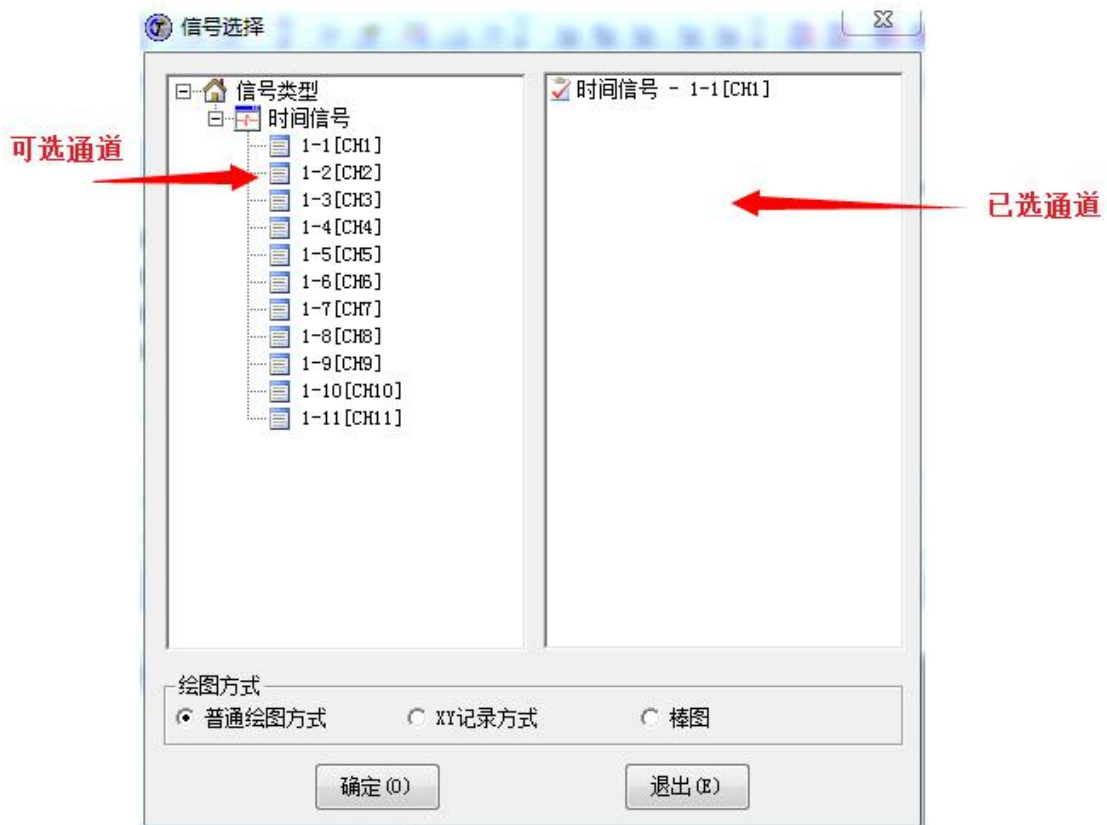 信号选择
信号类型
时间信号
1-1[CH1]
1-2[CH2]
1-3[CH3]
1-4[CH4]
1-5[CH5]
1-6[CH6]
1-7[CH7]
1-8[CH8]
1-9[CH9]
1-10[CH10]
1-11[CH11]
可选通道
时间信号 - 1-1[CH1]
已选通道
绘图方式
普通绘图方式 XY记录方式 棒图
确定(O) 退出(E)